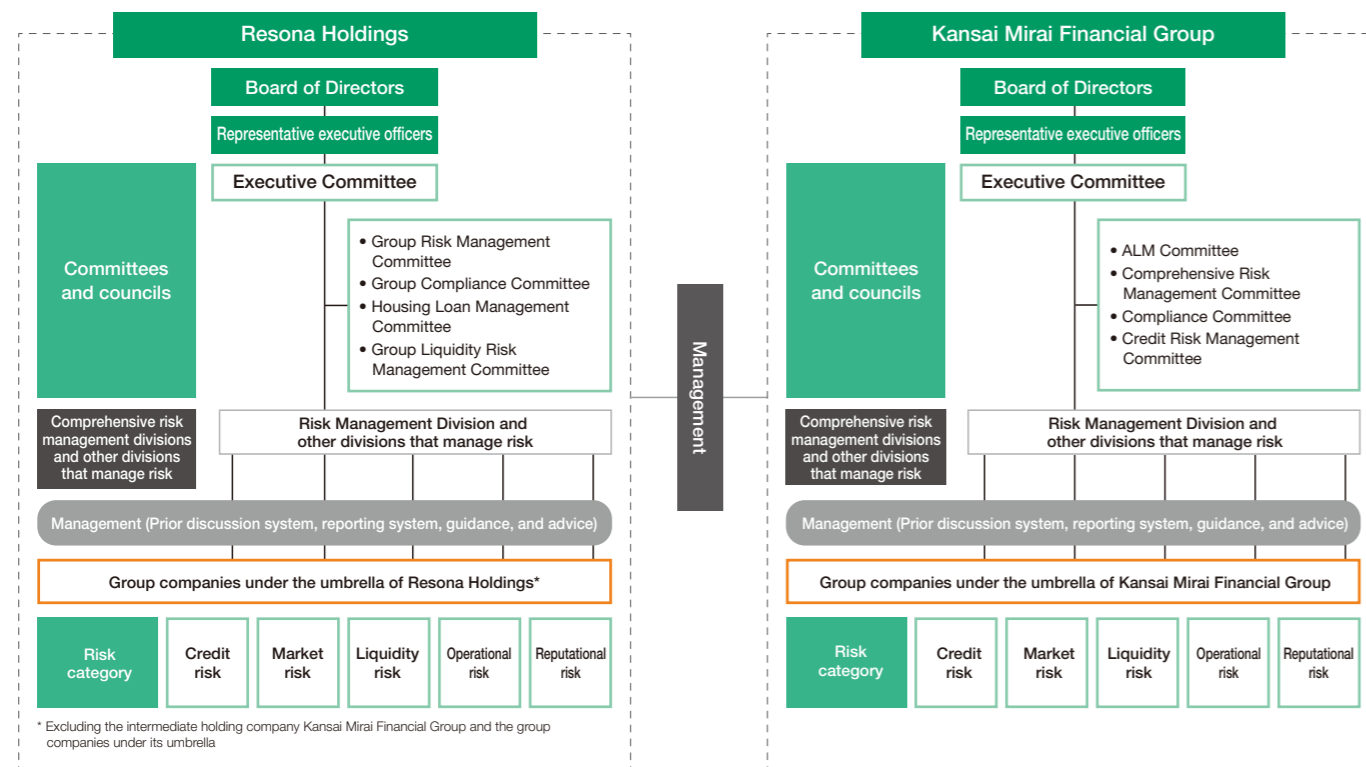 Resona Holdings
Board of Directors
Representative executive officers
Executive Committee
Committees
and councils
• Group Risk Management
Committee
• Group Compliance Committee
• Housing Loan Management
Committee
• Group Liquidity Risk
Management Committee
Comprehensive risk
management divisions
and other divisions
that manage risk
Risk Management Division and
other divisions that manage risk
Management (Prior discussion system, reporting system, guidance, and advice)
Group companies under the umbrella of Resona Holdings*
Risk
category
Credit
risk
Market
risk
Liquidity
risk
Operational
risk
Reputational
risk
* Excluding the intermediate holding company Kansai Mirai Financial Group and the group
companies under its umbrella
Management
Kansai Mirai Financial Group
Board of Directors
Representative executive officers
Executive Committee
Committees
and councils
• ALM Committee
• Comprehensive Risk
Management Committee
• Compliance Committee
• Credit Risk Management
Committee
Comprehensive risk
management divisions
and other divisions
that manage risk
Risk Management Division and
other divisions that manage risk
Management (Prior discussion system, reporting system, guidance, and advice)
Group companies under the umbrella of Kansai Mirai Financial Group
Risk
category
Credit
risk
Market
risk
Liquidity
risk
Operational
risk
Reputational
risk